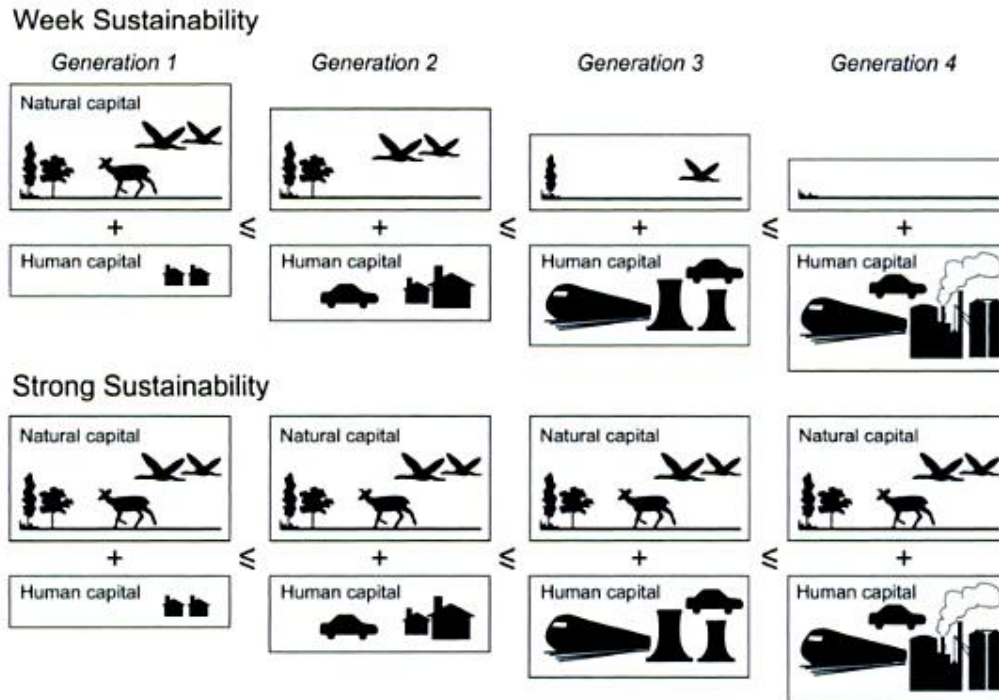 Week Sustainability
Generation 1 Generation 2 Generation 3 Generation 4
Natural capital
+ ≤ + ≤ + ≤ +
Human capital Human capital Human capital Human capital
Strong Sustainability
Natural capital Natural capital Natural capital Natural capital
+ ≤ + ≤ + ≤ +
Human capital Human capital Human capital Human capital